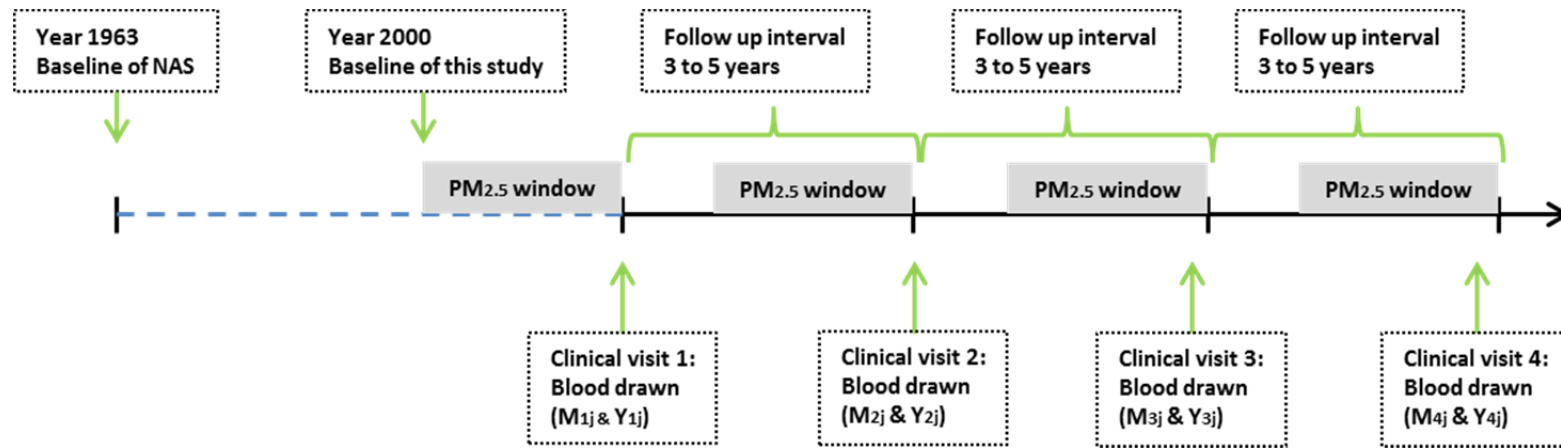 Year 1963
Baseline of NAS
Year 2000
Baseline of this study
Follow up interval
3 to 5 years
Follow up interval
3 to 5 years
Follow up interval
3 to 5 years
PM2.5 window
PM2.5 window
PM2.5 window
PM2.5 window
Clinical visit 1:
Blood drawn
(M1j & Y1j)
Clinical visit 2:
Blood drawn
(M2j & Y2j)
Clinical visit 3:
Blood drawn
(M3j & Y3j)
Clinical visit 4:
Blood drawn
(M4j & Y4j)